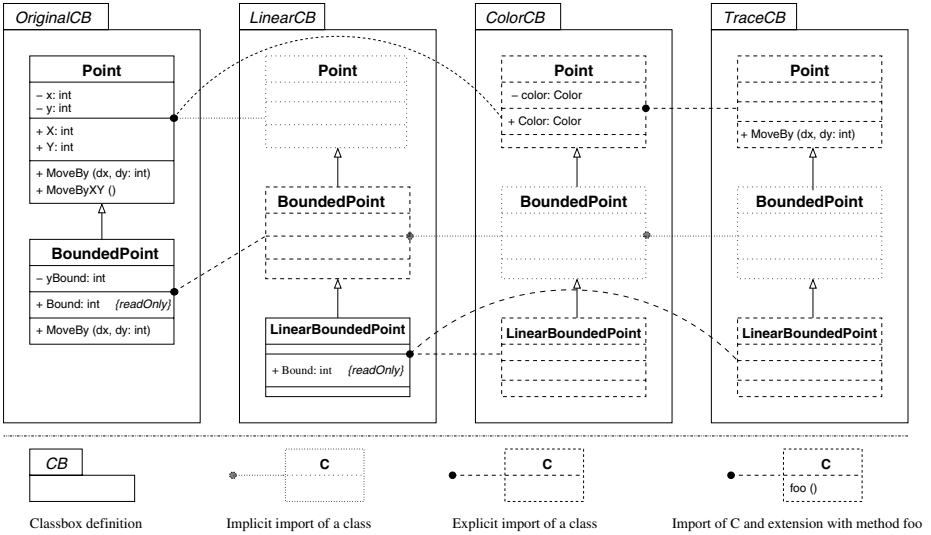 OriginalCB
Point
– x: int
– y: int
+ X: int
+ Y: int
+ MoveBy (dx, dy: int)
+ MoveByXY ()
BoundedPoint
– yBound: int
+ Bound: int {readOnly}
+ MoveBy (dx, dy: int)
LinearCB
Point
BoundedPoint
LinearBoundedPoint
+ Bound: int {readOnly}
ColorCB
Point
– color: Color
+ Color: Color
BoundedPoint
LinearBoundedPoint
TraceCB
Point
+ MoveBy (dx, dy: int)
BoundedPoint
LinearBoundedPoint
CB
Classbox definition
C
Implicit import of a class
C
Explicit import of a class
C
foo ()
Import of C and extension with method foo